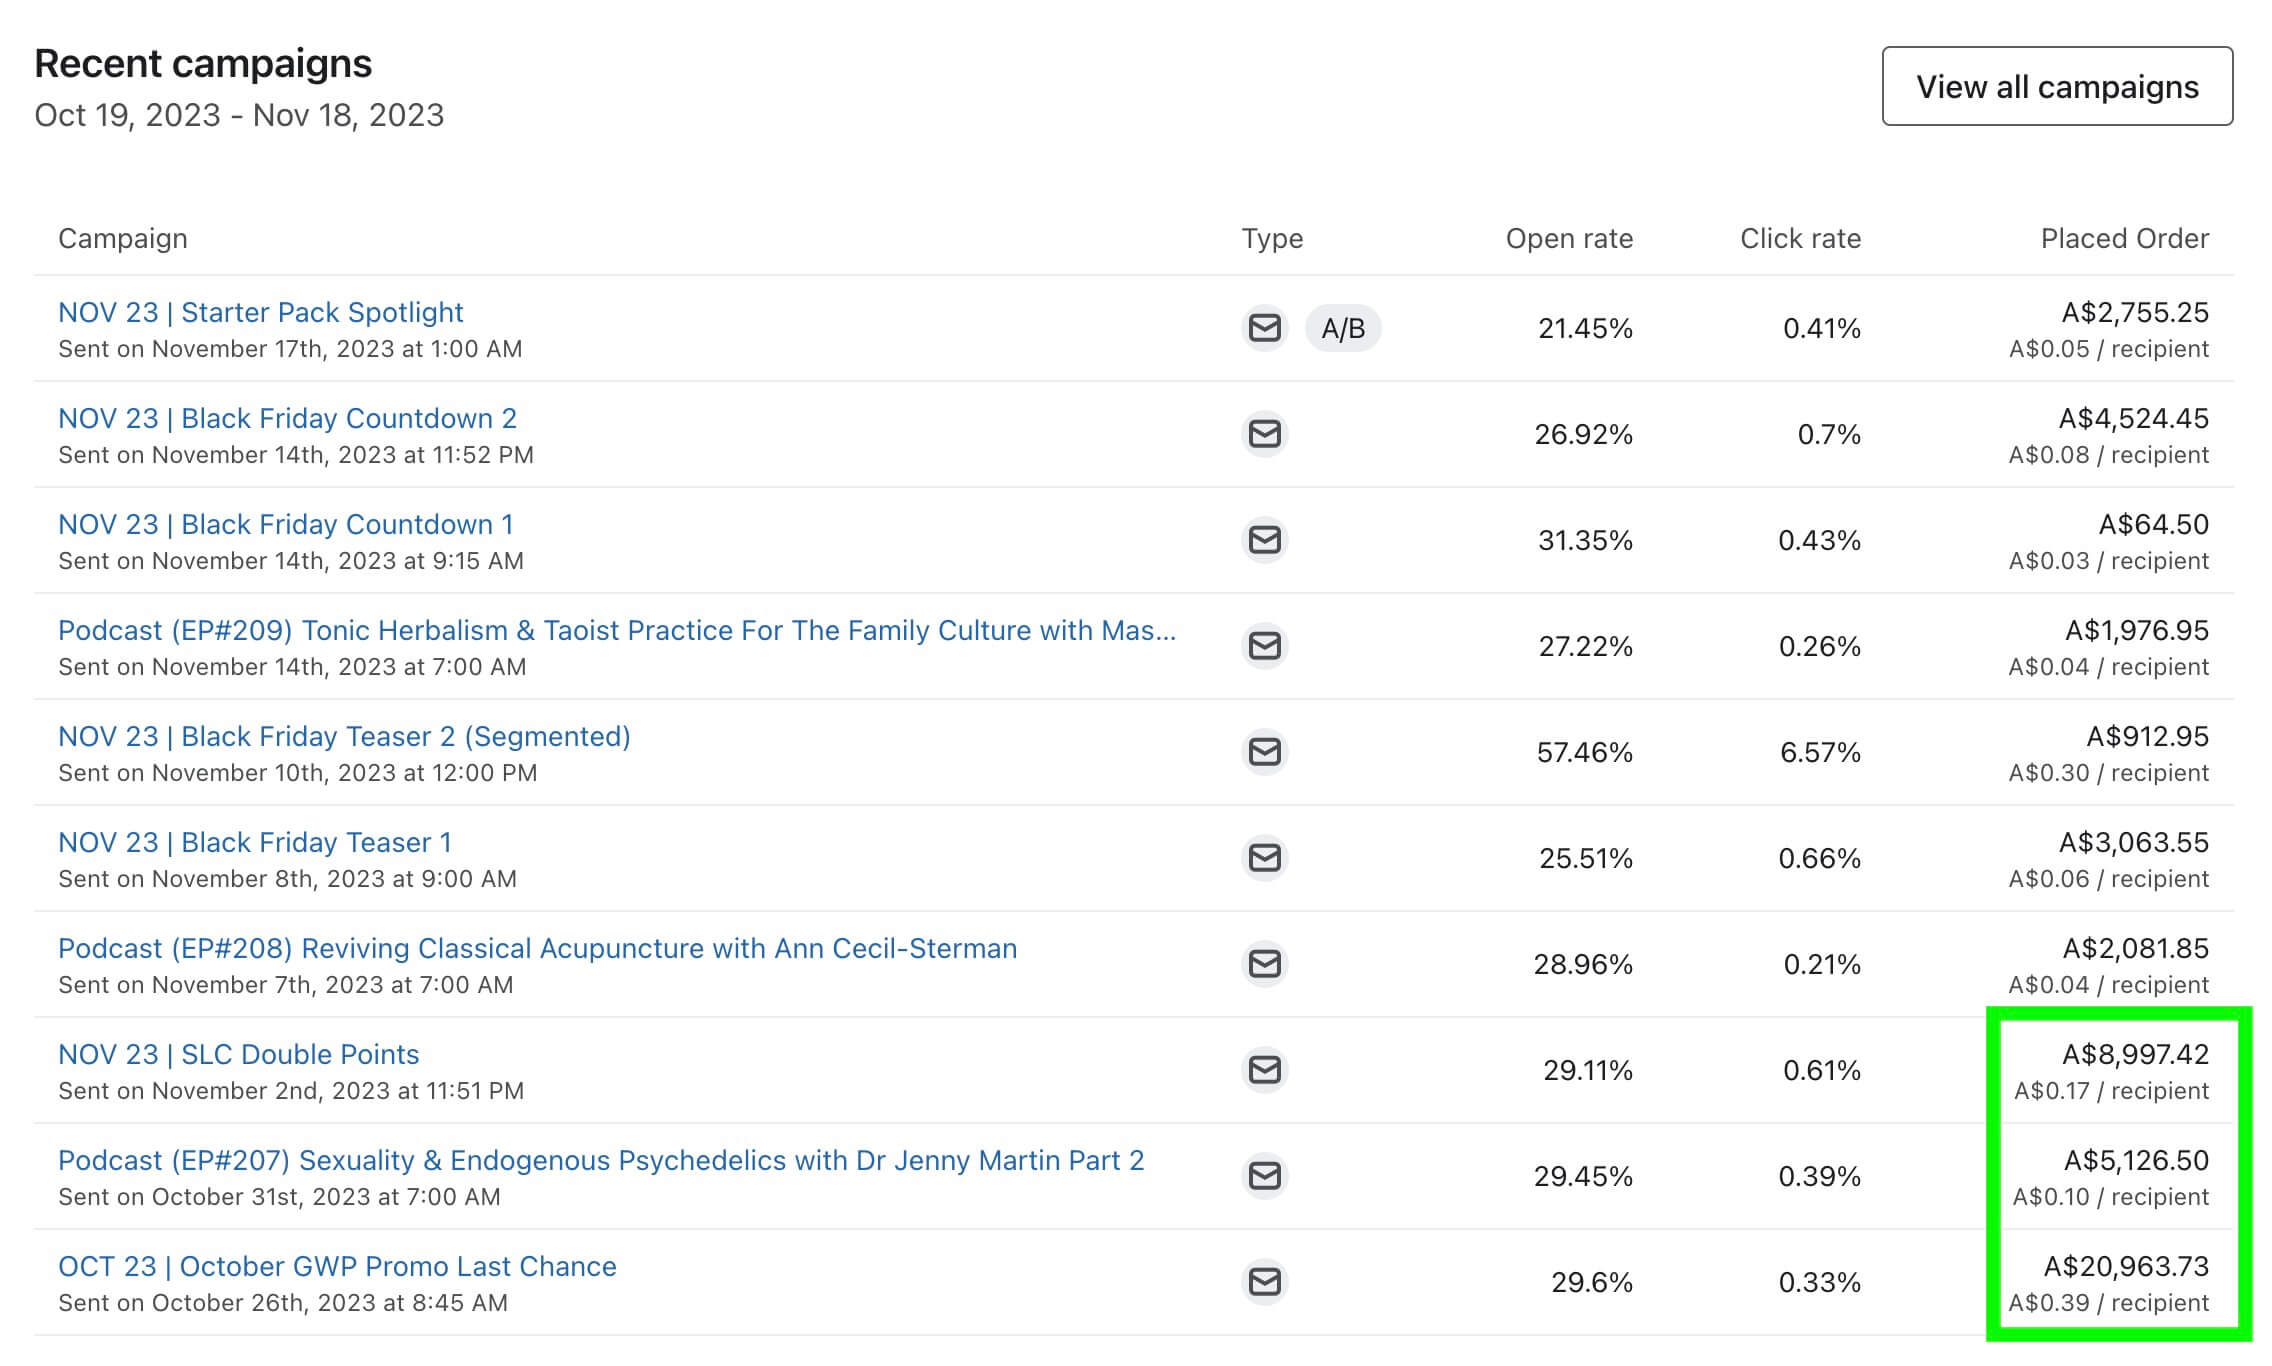 Recent campaigns
Oct 19, 2023 - Nov 18, 2023
View all campaigns
Campaign Type Open rate Click rate Placed Order
NOV 23 | Starter Pack Spotlight A/B 21.45% 0.41% A$2,755.25
Sent on November 17th, 2023 at 1:00 AM A$0.05 / recipient
NOV 23 | Black Friday Countdown 2 26.92% 0.7% A$4,524.45
Sent on November 14th, 2023 at 11:52 PM A$0.08 / recipient
NOV 23 | Black Friday Countdown 1 31.35% 0.43% A$64.50
Sent on November 14th, 2023 at 9:15 AM A$0.03 / recipient
Podcast (EP#209) Tonic Herbalism & Taoist Practice For The Family Culture with Mas... 27.22% 0.26% A$1,976.95
Sent on November 14th, 2023 at 7:00 AM A$0.04 / recipient
NOV 23 | Black Friday Teaser 2 (Segmented) 57.46% 6.57% A$912.95
Sent on November 10th, 2023 at 12:00 PM A$0.30 / recipient
NOV 23 | Black Friday Teaser 1 25.51% 0.66% A$3,063.55
Sent on November 8th, 2023 at 9:00 AM A$0.06 / recipient
Podcast (EP#208) Reviving Classical Acupuncture with Ann Cecil-Sterman 28.96% 0.21% A$2,081.85
Sent on November 7th, 2023 at 7:00 AM A$0.04 / recipient
NOV 23 | SLC Double Points 29.11% 0.61% A$8,997.42
Sent on November 2nd, 2023 at 11:51 PM A$0.17 / recipient
Podcast (EP#207) Sexuality & Endogenous Psychedelics with Dr Jenny Martin Part 2 29.45% 0.39% A$5,126.50
Sent on October 31st, 2023 at 7:00 AM A$0.10 / recipient
OCT 23 | October GWP Promo Last Chance 29.6% 0.33% A$20,963.73
Sent on October 26th, 2023 at 8:45 AM A$0.39 / recipient